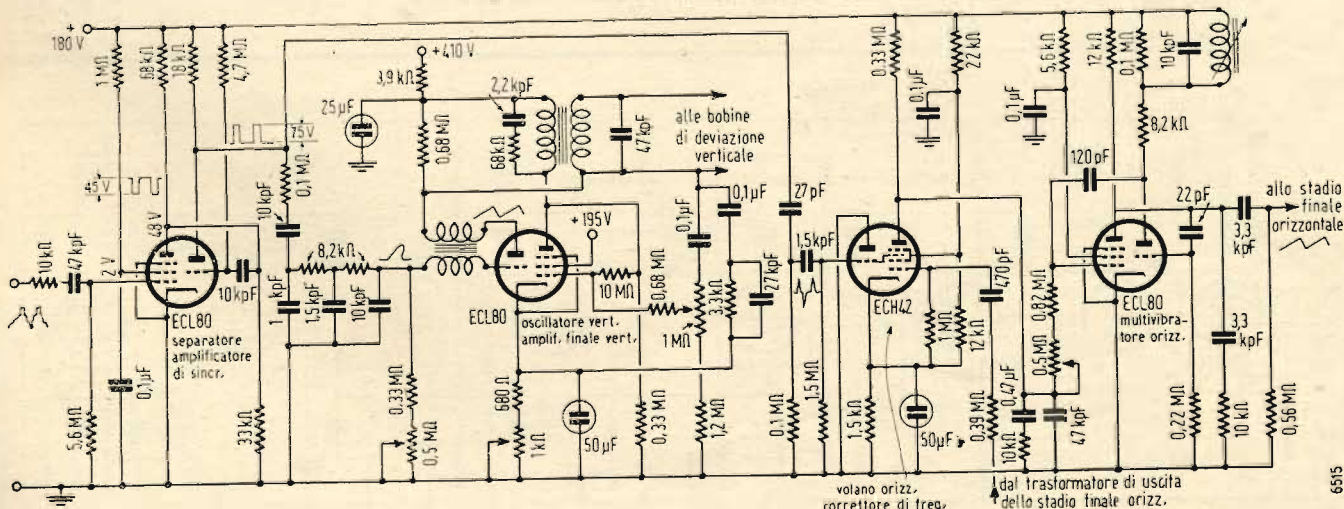 +
180 V
1 MΩ
68 kΩ
18 kΩ
4,7 MΩ
75 V
45 V
48 V
2 V
10 kΩ
47 kpF
10 kpF
0,1 MΩ
10 kpF
ECL80
separatore
amplificatore
di sincr.
0,1 µF
5,6 MΩ
33 kΩ
+410 V
3,9 kΩ
25 µF
0,68 MΩ
2,2 kpF
68 kΩ
47 kpF
alle bobine
di deviazione
verticale
8,2 kΩ
1 kpF
1,5 kpF
10 kpF
0,33 MΩ
0,5 MΩ
+195 V
ECL80
oscillatore vert.
amplif. finale vert.
10 MΩ
0,68 MΩ
1 MΩ
0,1 µF
0,1 µF
3,3 kΩ
27 kpF
680 Ω
1 kΩ
50 µF
0,33 MΩ
1,2 MΩ
27 pF
1,5 kpF
0,1 MΩ
1,5 MΩ
0,33 MΩ
22 kΩ
0,1 µF
ECH42
470 pF
1 MΩ
12 kΩ
1,5 kΩ
50 µF
0,39 MΩ
0,47 µF
10 kΩ
47 kpF
volano orizz.
correttore di freq.
dal trasformatore di uscita
dello stadio finale orizz.
5,6 kΩ
12 kΩ
0,1 MΩ
10 kpF
0,1 µF
8,2 kΩ
120 pF
22 pF
0,82 MΩ
0,5 MΩ
ECL80
multivibra-
tore orizz.
3,3
kpF
allo stadio
finale
orizzontale
3,3
kpF
0,22 MΩ
10 kΩ
0,56 MΩ
6515